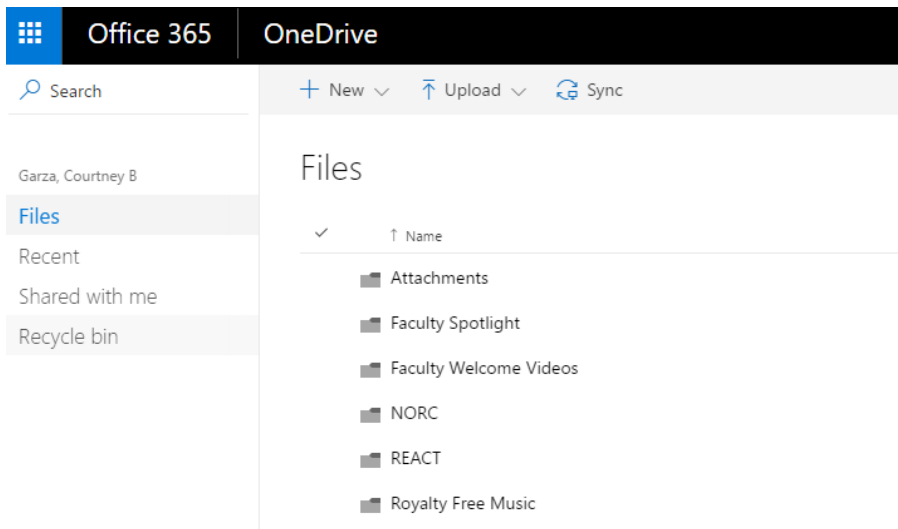 Office 365 OneDrive
Search
New Upload Sync
Garza, Courtney B
Files
Recent
Shared with me
Recycle bin
Files
Name
Attachments
Faculty Spotlight
Faculty Welcome Videos
NORC
REACT
Royalty Free Music